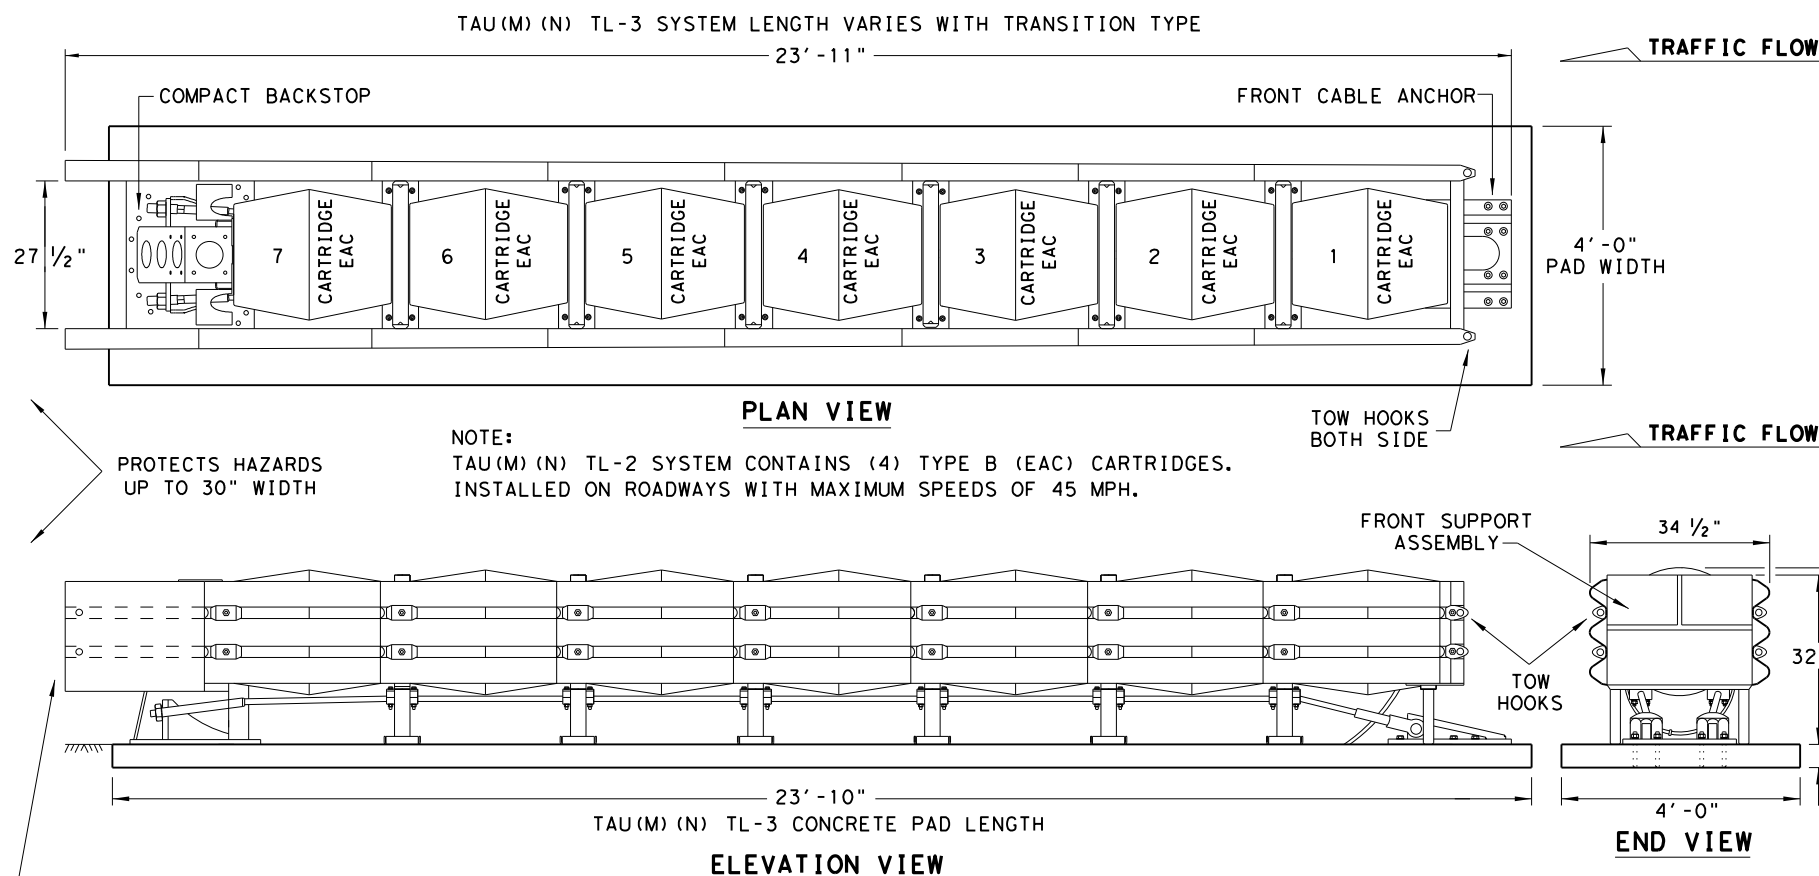 TAU(M)(N) TL-3 SYSTEM LENGTH VARIES WITH TRANSITION TYPE
23'-11"
TRAFFIC FLOW
COMPACT BACKSTOP
FRONT CABLE ANCHOR
27 1/2"
7
CARTRIDGE
EAC
6
CARTRIDGE
EAC
5
CARTRIDGE
EAC
4
CARTRIDGE
EAC
3
CARTRIDGE
EAC
2
CARTRIDGE
EAC
1
CARTRIDGE
EAC
4'-0"
PAD WIDTH
PLAN VIEW
TOW HOOKS
BOTH SIDE
TRAFFIC FLOW
PROTECTS HAZARDS
UP TO 30" WIDTH
NOTE:
TAU(M)(N) TL-2 SYSTEM CONTAINS (4) TYPE B (EAC) CARTRIDGES.
INSTALLED ON ROADWAYS WITH MAXIMUM SPEEDS OF 45 MPH.
FRONT SUPPORT
ASSEMBLY
34 1/2"
32
TOW
HOOKS
23'-10"
TAU(M)(N) TL-3 CONCRETE PAD LENGTH
ELEVATION VIEW
4'-0"
END VIEW